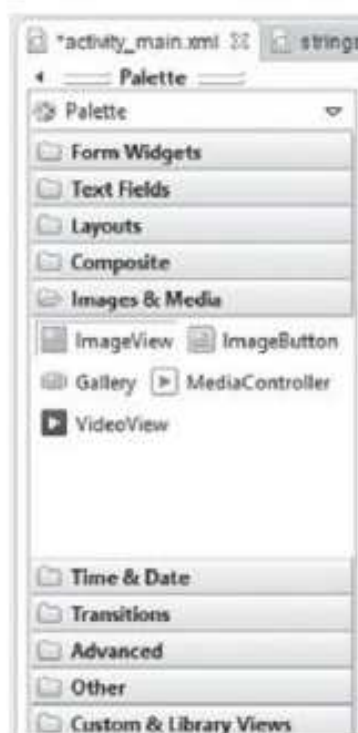 *activity_main.xml strings
Palette
Palette
Form Widgets
Text Fields
Layouts
Composite
Images & Media
ImageView ImageButton
Gallery MediaController
VideoView
Time & Date
Transitions
Advanced
Other
Custom & Library Views